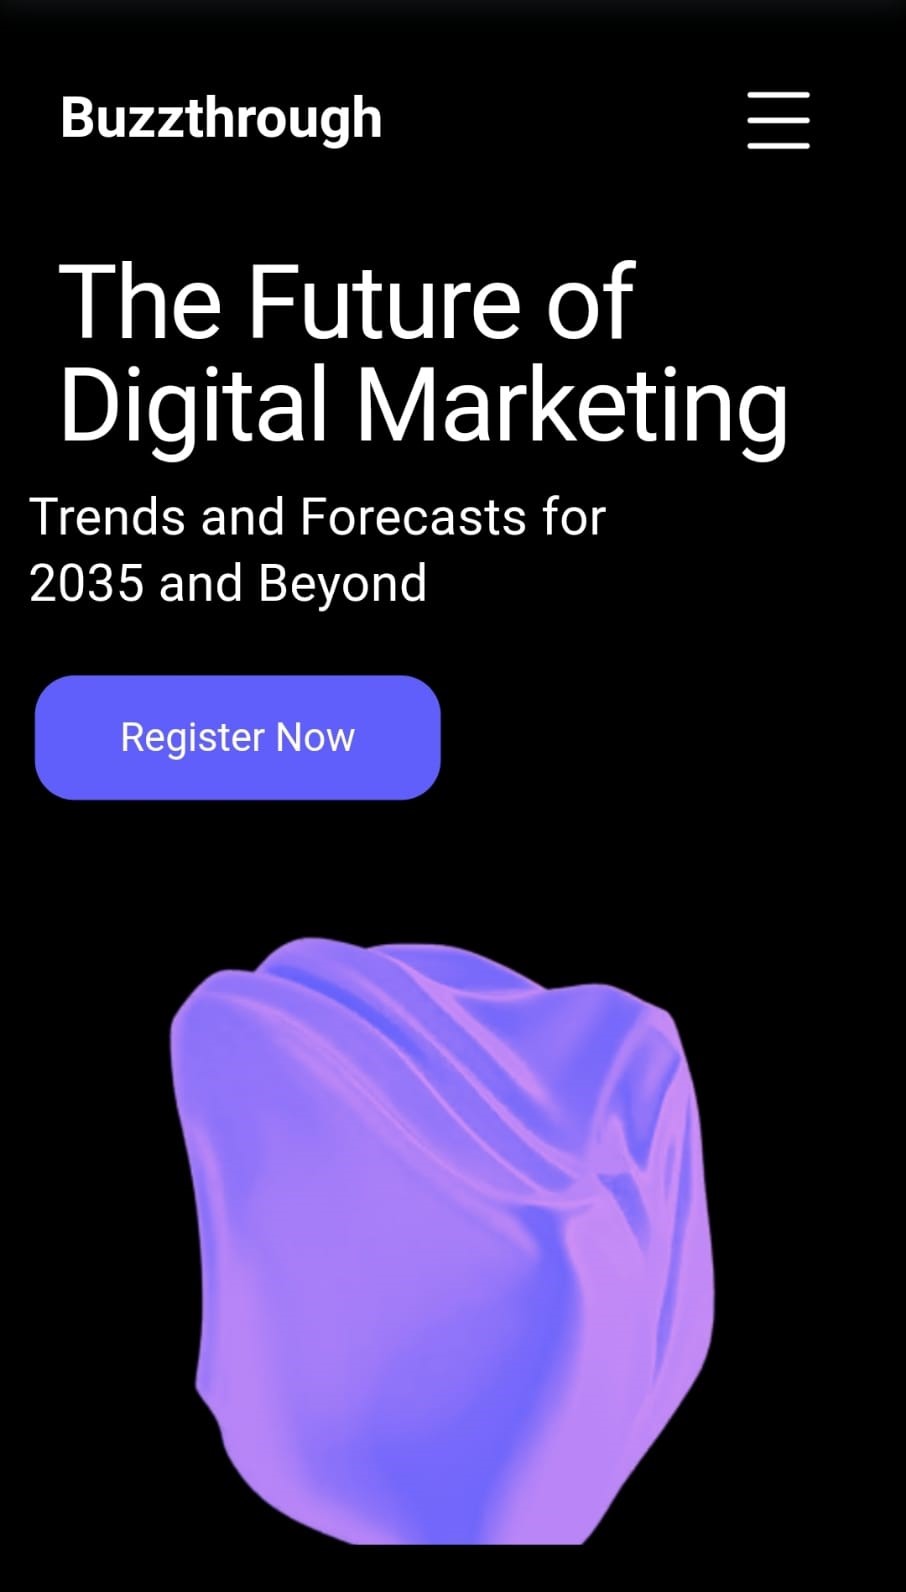 Buzzthrough
The Future of
Digital Marketing
Trends and Forecasts for
2035 and Beyond
Register Now